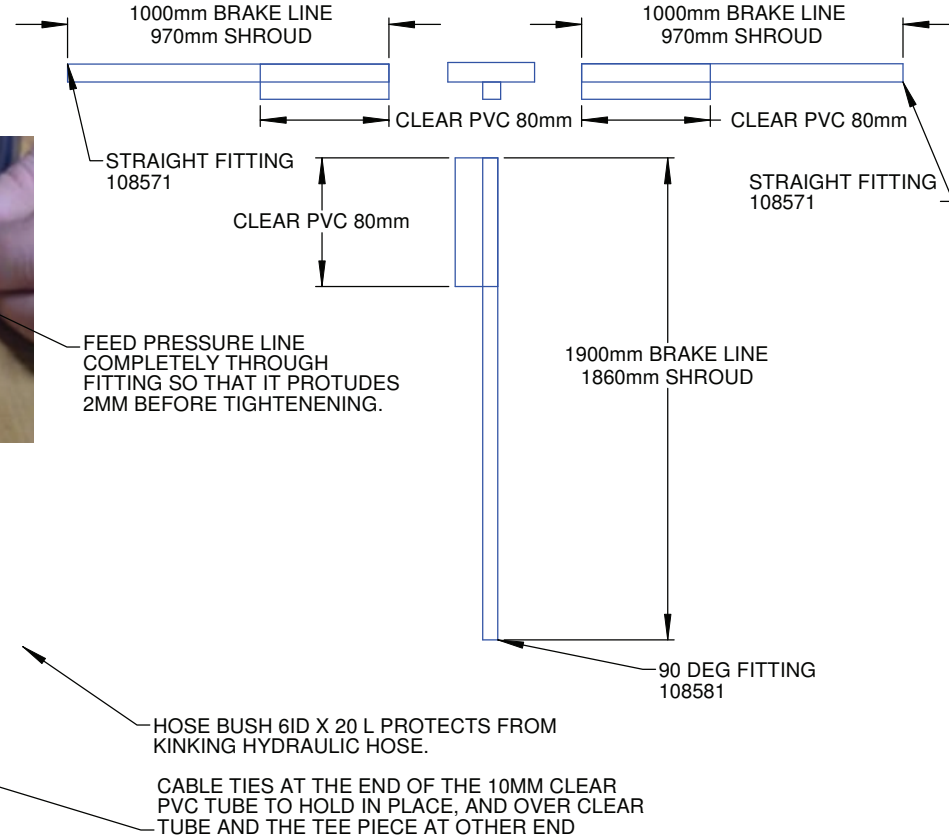 1000mm BRAKE LINE
970mm SHROUD
1000mm BRAKE LINE
970mm SHROUD
CLEAR PVC 80mm
CLEAR PVC 80mm
STRAIGHT FITTING
108571
STRAIGHT FITTING
108571
CLEAR PVC 80mm
FEED PRESSURE LINE
COMPLETELY THROUGH
FITTING SO THAT IT PROTUDES
2MM BEFORE TIGHTENENING.
1900mm BRAKE LINE
1860mm SHROUD
90 DEG FITTING
108581
HOSE BUSH 6ID X 20 L PROTECTS FROM
KINKING HYDRAULIC HOSE.
CABLE TIES AT THE END OF THE 10MM CLEAR
PVC TUBE TO HOLD IN PLACE, AND OVER CLEAR
TUBE AND THE TEE PIECE AT OTHER END